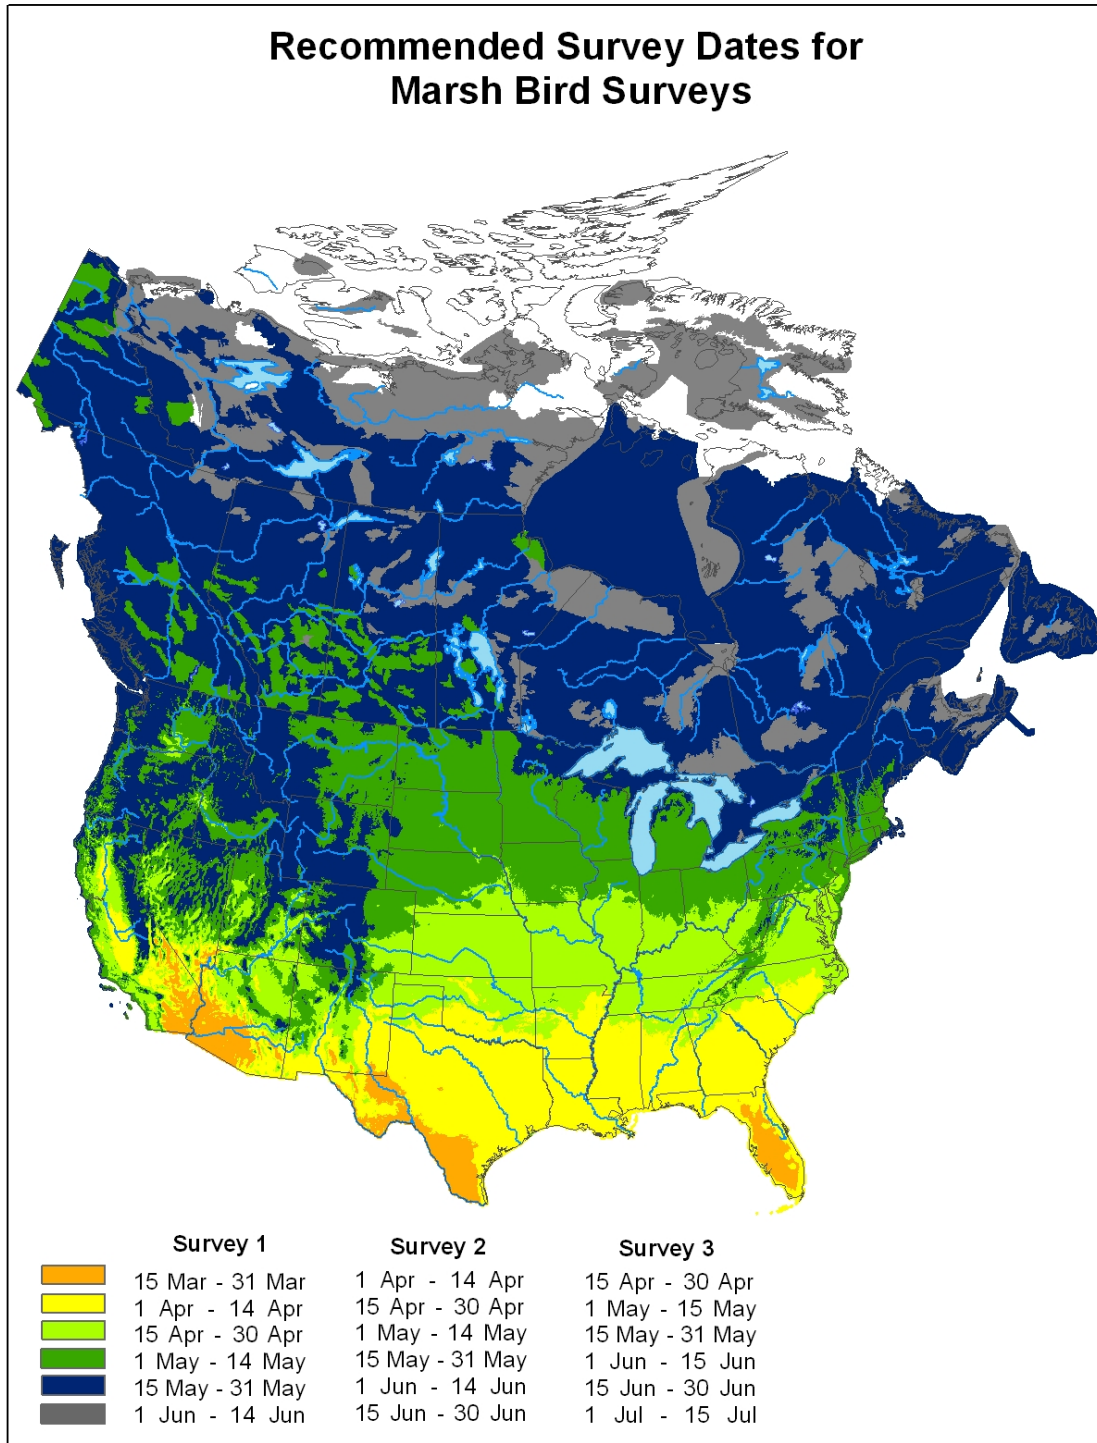 Recommended Survey Dates for
Marsh Bird Surveys
Survey 1 Survey 2 Survey 3
15 Mar - 31 Mar 1 Apr - 14 Apr 15 Apr - 30 Apr
1 Apr - 14 Apr 15 Apr - 30 Apr 1 May - 15 May
15 Apr - 30 Apr 1 May - 14 May 15 May - 31 May
1 May - 14 May 15 May - 31 May 1 Jun - 15 Jun
15 May - 31 May 1 Jun - 14 Jun 15 Jun - 30 Jun
1 Jun - 14 Jun 15 Jun - 30 Jun 1 Jul - 15 Jul